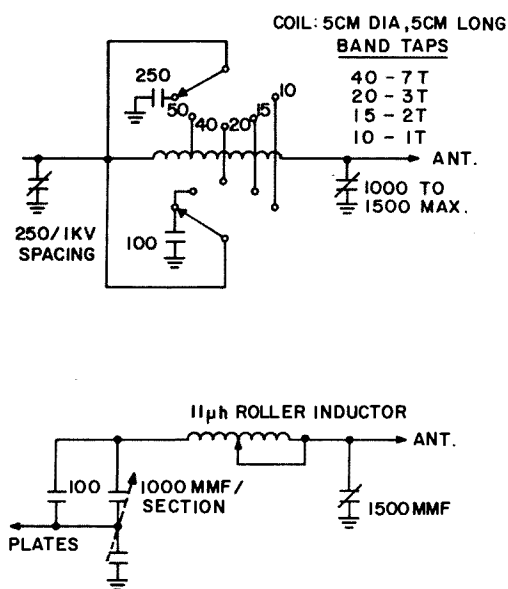 COIL: 5CM DIA, 5CM LONG
BAND TAPS
40 - 7T
20 - 3T
15 - 2T
10 - 1T
250
50
40
20
15
10
ANT.
250/1KV
SPACING
100
1000 TO
1500 MAX.
11µh ROLLER INDUCTOR
ANT.
100
1000 MMF/
SECTION
1500MMF
PLATES